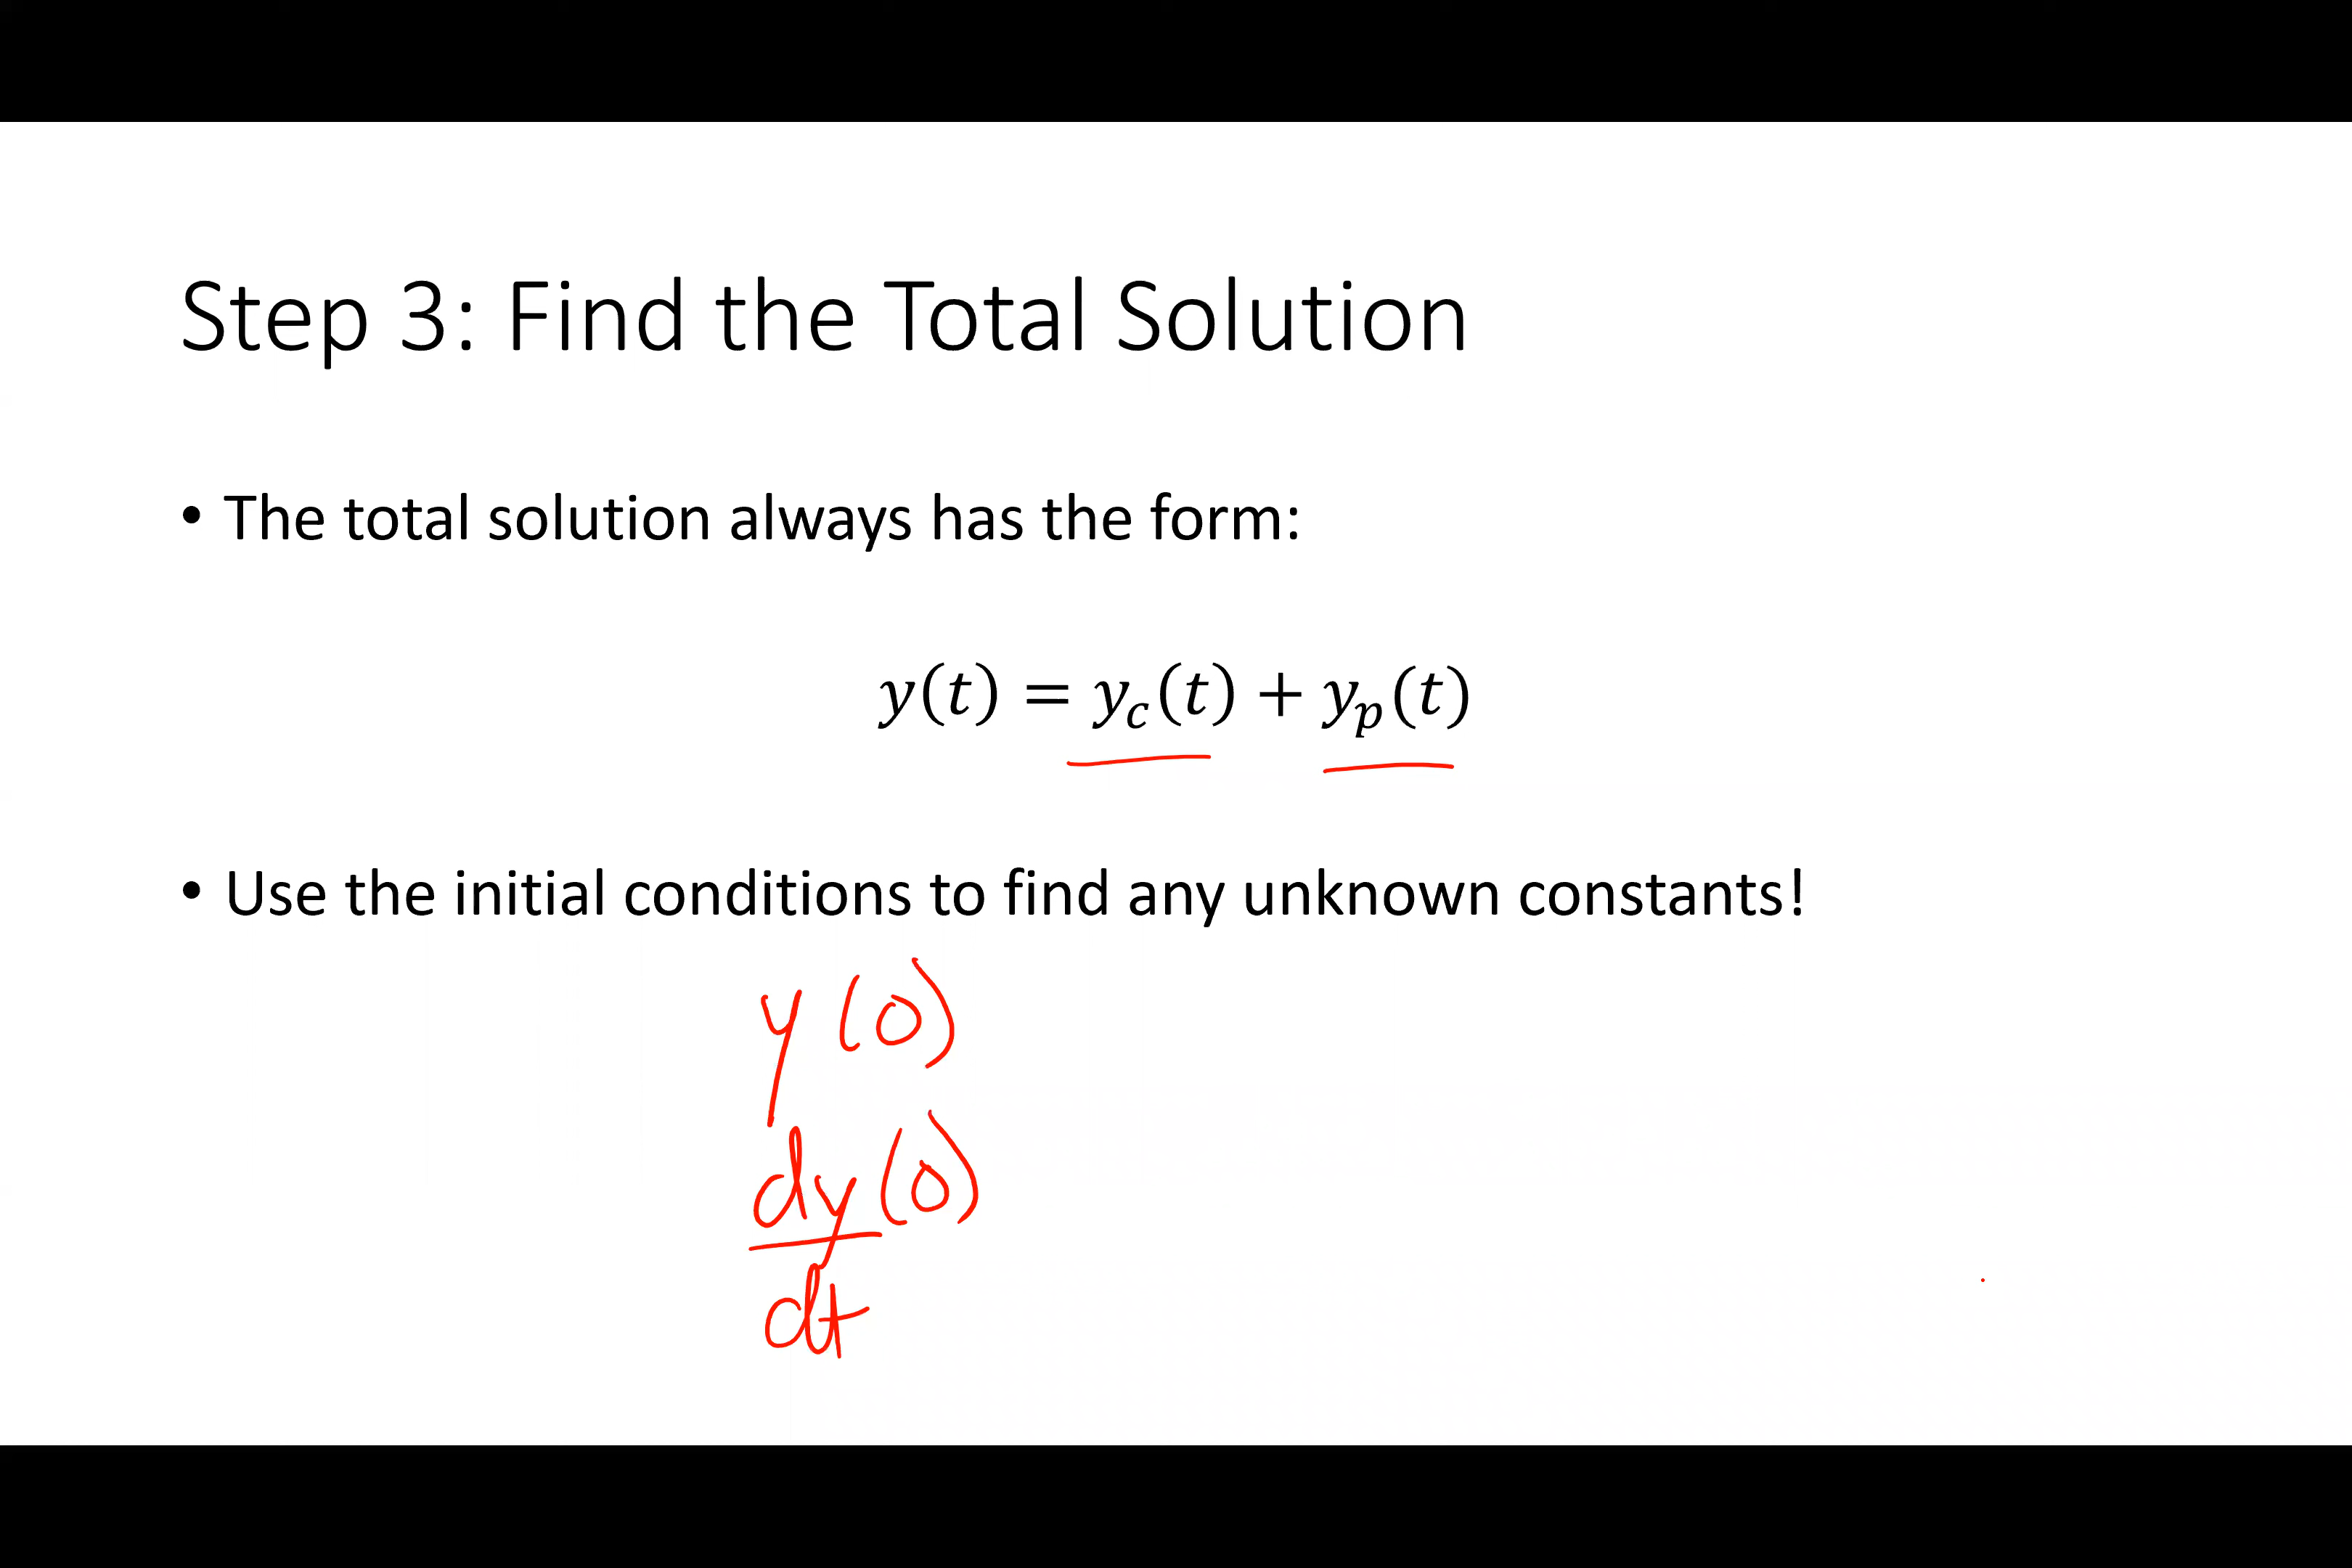 Step 3: Find the Total Solution
• The total solution always has the form:
y(t) = y_c(t) + y_p(t)
• Use the initial conditions to find any unknown constants!
y(0)
dy/dt (0)